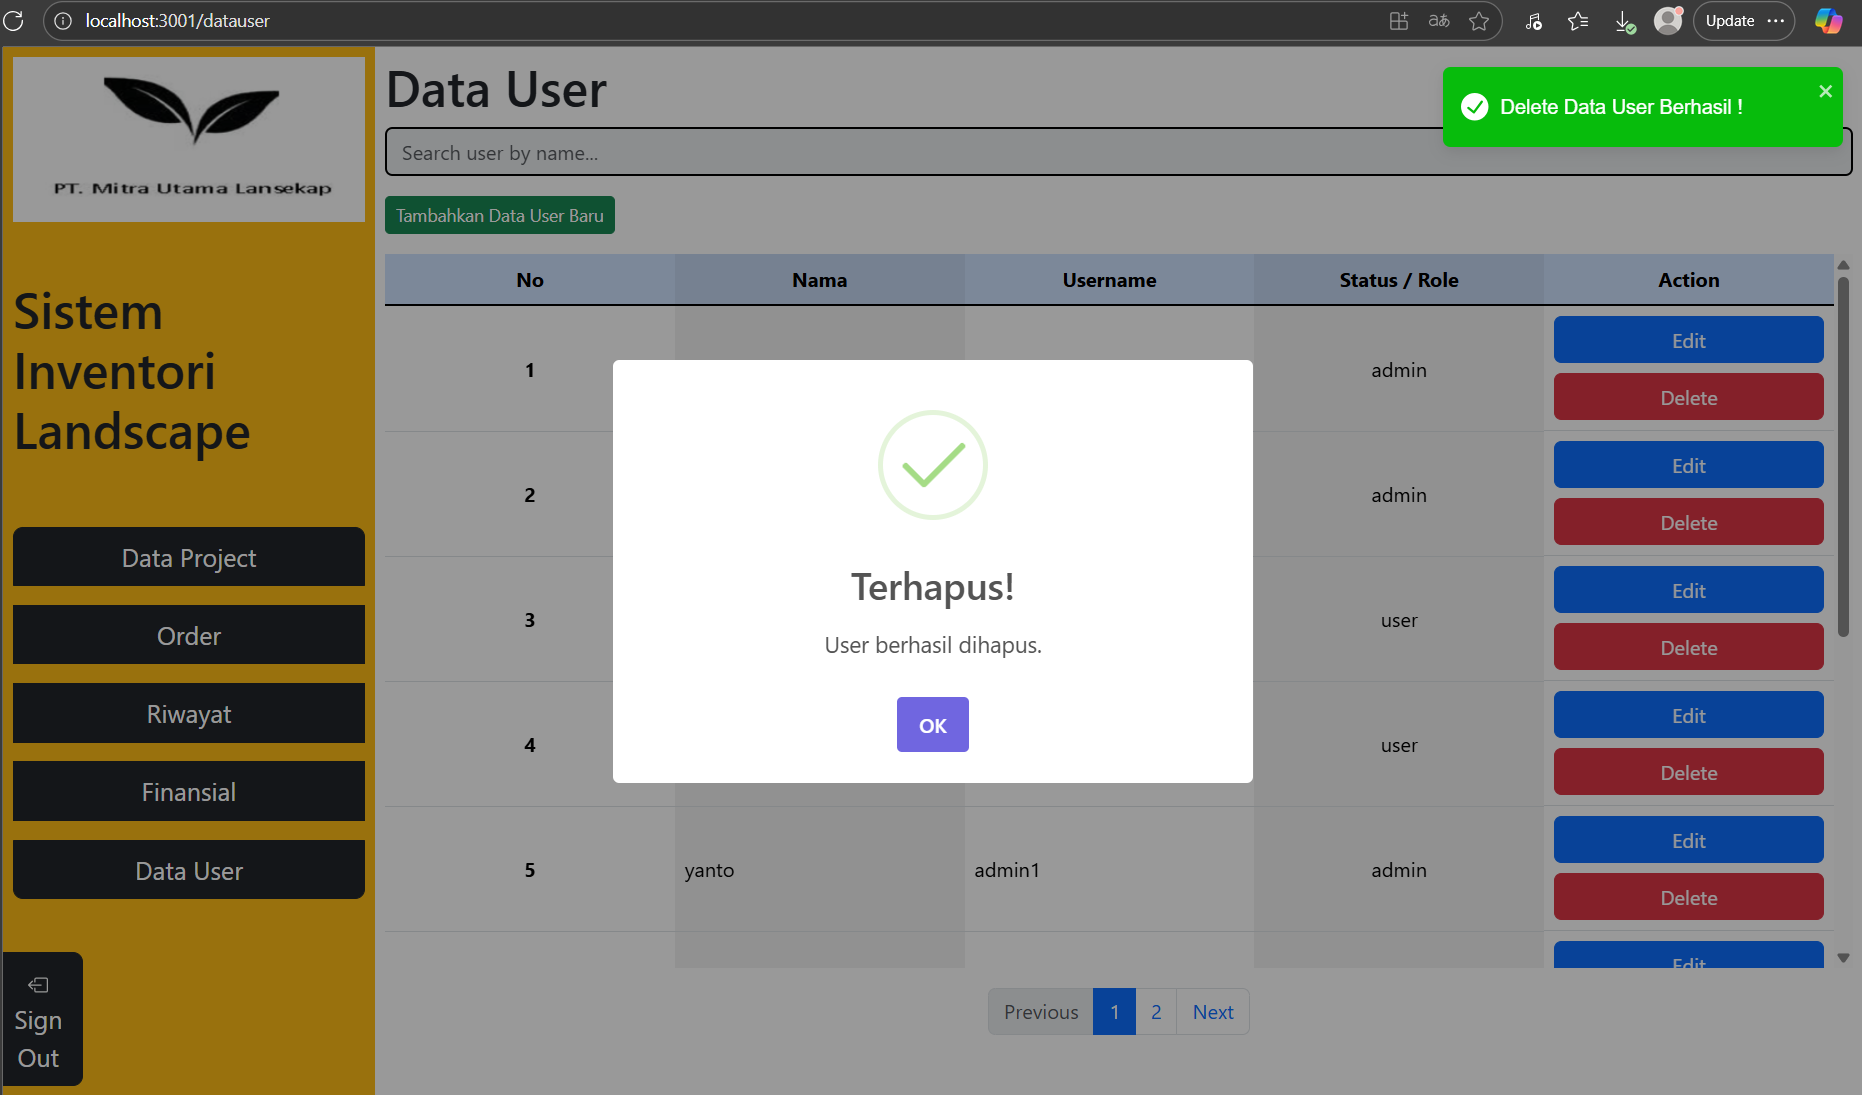 localhost:3001/datauser
あぁ
Update
PT. Mitra Utama Lansekap
Sistem
Inventori
Landscape
Data Project
Order
Riwayat
Finansial
Data User
Sign
Out
Data User
Delete Data User Berhasil !
Search user by name...
Tambahkan Data User Baru
No Nama Username Status / Role Action
1 admin Edit
Delete
2 admin Edit
Delete
3 user Edit
Delete
4 user Edit
Delete
5 yanto admin1 admin Edit
Delete
Edit
Terhapus!
User berhasil dihapus.
OK
Previous 1 2 Next